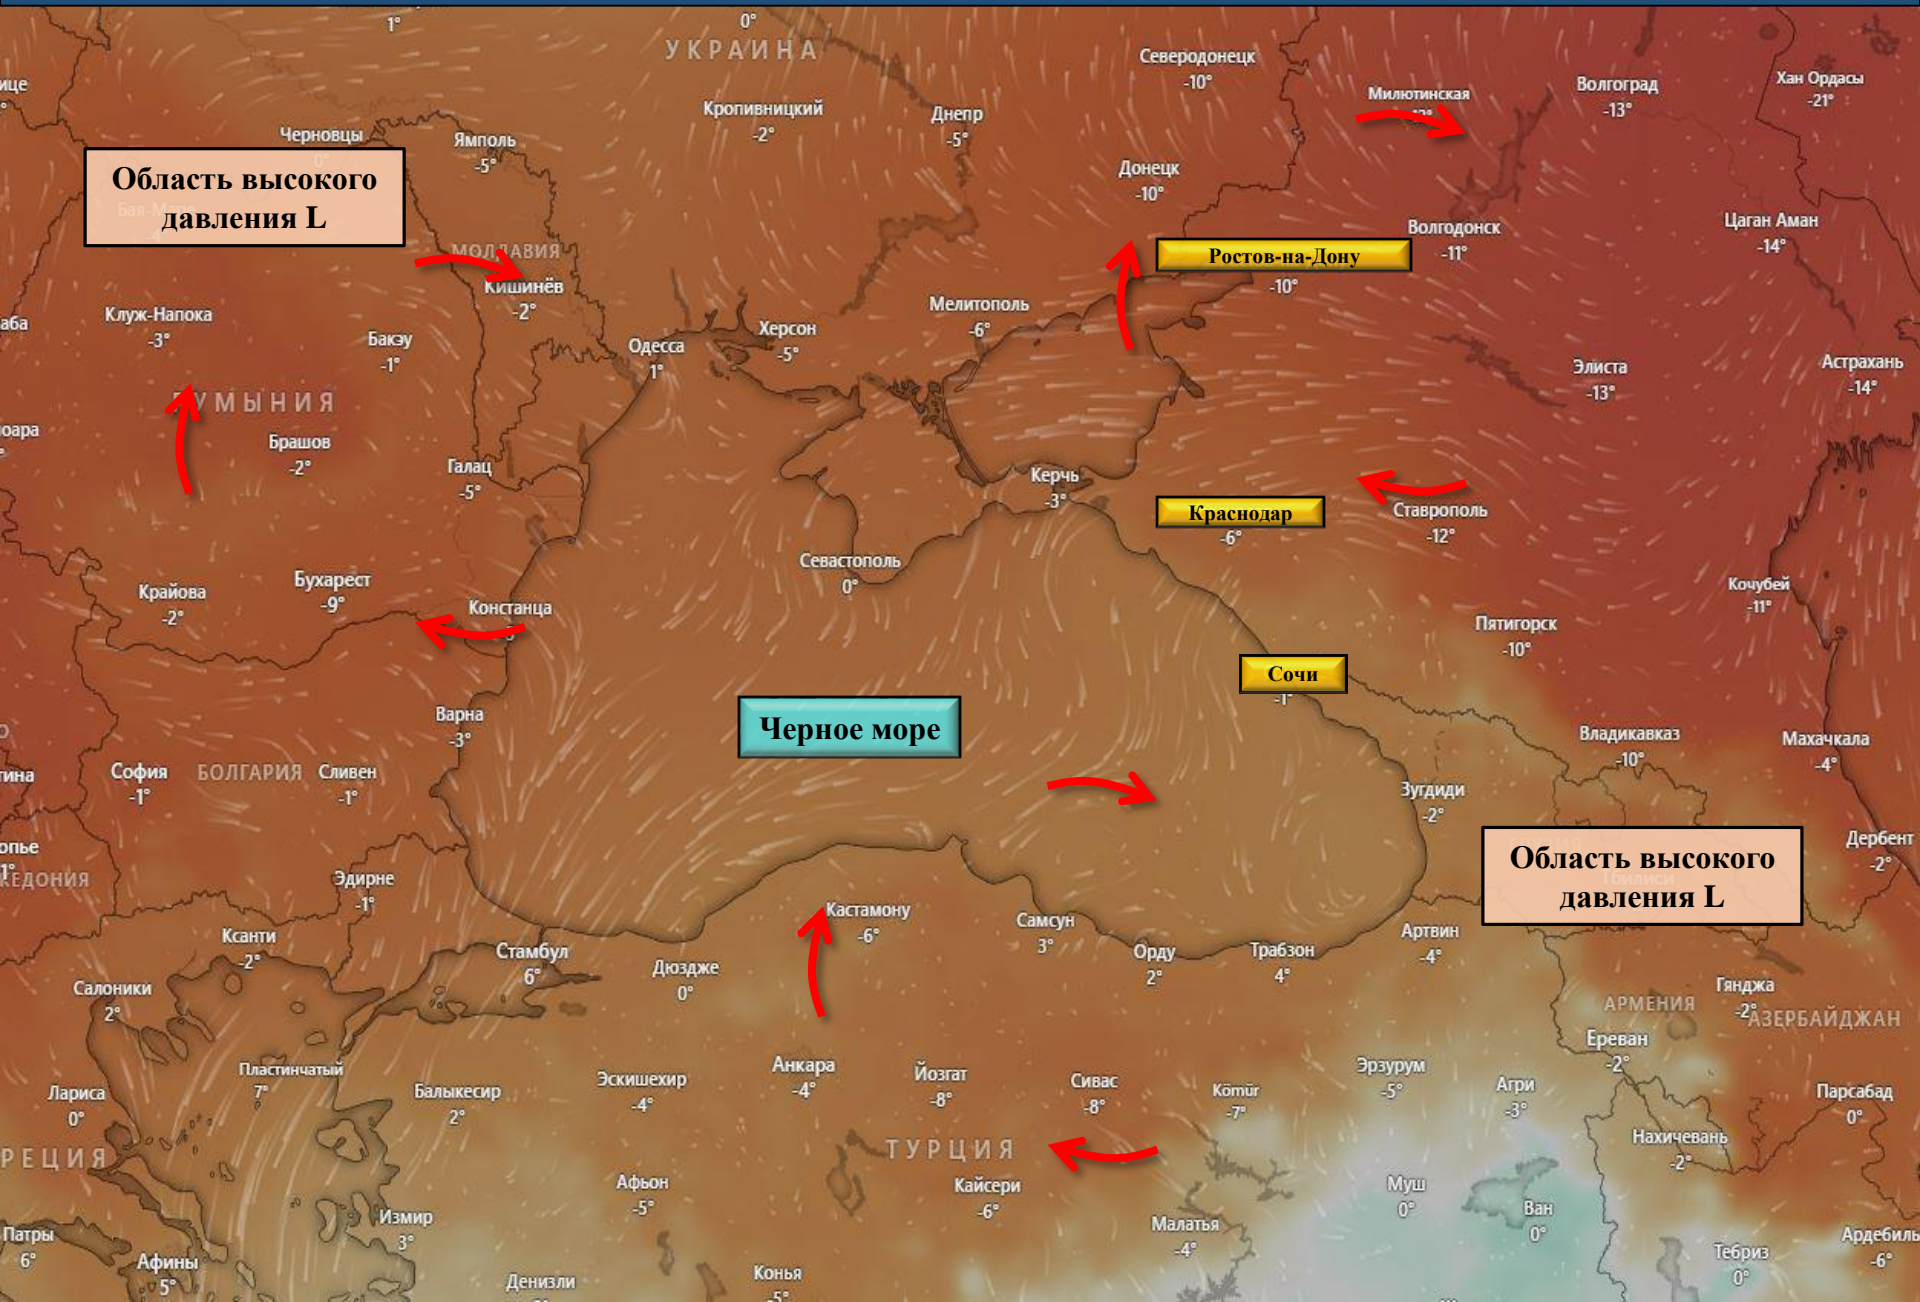 1°
0°
УКРАИНА
Северодонецк
-10°
Волгоград
-13°
Хан Ордасы
-21°
Милютинская
Кропивницкий
-2°
Днепр
-5°
Черновцы
Ямполь
-5°
Донецк
-10°
Область высокого
давления L
Цаган Аман
-14°
Волгодонск
-11°
МОЛДАВИЯ
Ростов-на-Дону
-10°
Кишинёв
-2°
Клуж-Напока
-3°
Мелитополь
-6°
Херсон
-5°
Бакэу
-1°
Одесса
1°
Элиста
-13°
Астрахань
-14°
РУМЫНИЯ
Брашов
-2°
Галац
-5°
Керчь
-3°
Краснодар
-6°
Ставрополь
-12°
Севастополь
0°
Кочубей
-11°
Бухарест
-9°
Крайова
-2°
Констанца
Пятигорск
-10°
Сочи
-1°
Варна
-3°
Черное море
Владикавказ
-10°
Махачкала
-4°
София
-1°
БОЛГАРИЯ
Сливен
-1°
Зугдиди
-2°
Область высокого
давления L
Дербент
-2°
Эдирне
-1°
Кастамону
-6°
Самсун
3°
Ксанти
-2°
Стамбул
6°
Дюздже
0°
Орду
2°
Трабзон
4°
Артвин
-4°
Салоники
2°
Гянджа
-2°
АРМЕНИЯ
АЗЕРБАЙДЖАН
Ереван
-2°
Пластинчатый
7°
Лариса
0°
Балыкесир
2°
Эскишехир
-4°
Анкара
-4°
Йозгат
-8°
Сивас
-8°
Kömür
-7°
Эрзурум
-5°
Агри
-3°
Парсабад
0°
Нахичевань
-2°
ТУРЦИЯ
РЕЦИЯ
Афьон
-5°
Кайсери
-6°
Муш
0°
Ван
0°
Измир
3°
Малатья
-4°
Патры
6°
Афины
5°
Тебриз
0°
Ардебиль
-6°
Денизли
Конья
-5°